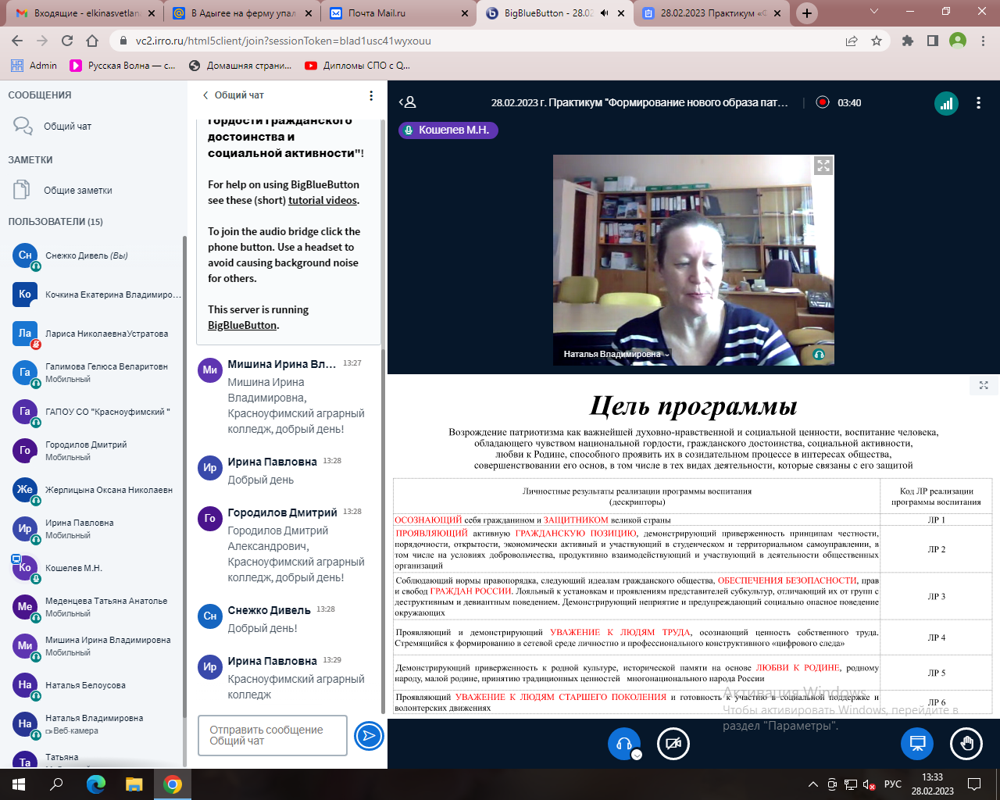 Входящие - elkinasvetlan
В Адыгее на ферму упал
Почта Mail.ru
BigBlueButton - 28.02
28.02.2023 Практикум «Ф
vc2.irro.ru/html5client/join?sessionToken=blad1usc41wyxouu
Admin
Русская Волна — с...
Домашняя страни...
Дипломы СПО с Q...
СООБЩЕНИЯ
Общий чат
ЗАМЕТКИ
Общие заметки
ПОЛЬЗОВАТЕЛИ (15)
Сн
Снежко Дивель (Вы)
Ко
Кочкина Екатерина Владимиро...
Ла
Лариса НиколаевнаУстратова
Га
Галимова Гелюса Веларитовн
Мобильный
Га
ГАПОУ СО "Красноуфимский "
Го
Городилов Дмитрий
Мобильный
Же
Жерлицына Оксана Николаевн
Ир
Ирина Павловна
Мобильный
Ко
Кошелев М.Н.
Ме
Меденцева Татьяна Анатолье
Мобильный
Ми
Мишина Ирина Владимировна
Мобильный
На
Наталья Белоусова
На
Наталья Владимировна
Веб-камера
Та
Татьяна
Общий чат
гордости гражданского
достоинства и
социальной активности"!
For help on using BigBlueButton
see these (short) tutorial videos.
To join the audio bridge click the
phone button. Use a headset to
avoid causing background noise
for others.
This server is running
BigBlueButton.
Ми
Мишина Ирина Вл... 13:27
Мишина Ирина
Владимировна,
Красноуфимский аграрный
колледж, добрый день!
Ир
Ирина Павловна 13:28
Добрый день
Го
Городилов Дмитрий 13:28
Городилов Дмитрий
Александрович,
Красноуфимский аграрный
колледж, добрый день!
Сн
Снежко Дивель 13:28
Добрый день!
Ир
Ирина Павловна 13:29
Красноуфимский аграрный
колледж
Отправить сообщение
Общий чат
28.02.2023 г. Практикум "Формирование нового образа пат...
03:40
Кошелев М.Н.
Наталья Владимировна
Цель программы
Возрождение патриотизма как важнейшей духовно-нравственной и социальной ценности, воспитание человека,
обладающего чувством национальной гордости, гражданского достоинства, социальной активности,
любви к Родине, способного проявить их в созидательном процессе в интересах общества,
совершенствовании его основ, в том числе в тех видах деятельности, которые связаны с его защитой
Личностные результаты реализации программы воспитания
(дескрипторы)
Код ЛР реализации
программы воспитания
ОСОЗНАЮЩИЙ себя гражданином и ЗАЩИТНИКОМ великой страны
ЛР 1
ПРОЯВЛЯЮЩИЙ активную ГРАЖДАНСКУЮ ПОЗИЦИЮ, демонстрирующий приверженность принципам честности,
порядочности, открытости, экономически активный и участвующий в студенческом и территориальном самоуправлении, в
том числе на условиях добровольчества, продуктивно взаимодействующий и участвующий в деятельности общественных
организаций
ЛР 2
Соблюдающий нормы правопорядка, следующий идеалам гражданского общества, ОБЕСПЕЧЕНИЯ БЕЗОПАСНОСТИ, прав
и свобод ГРАЖДАН РОССИИ. Лояльный к установкам и проявлениям представителей субкультур, отличающий их от групп с
деструктивным и девиантным поведением. Демонстрирующий неприятие и предупреждающий социально опасное поведение
окружающих
ЛР 3
Проявляющий и демонстрирующий УВАЖЕНИЕ К ЛЮДЯМ ТРУДА, осознающий ценность собственного труда.
Стремящийся к формированию в сетевой среде личностно и профессионального конструктивного «цифрового следа»
ЛР 4
Демонстрирующий приверженность к родной культуре, исторической памяти на основе ЛЮБВИ К РОДИНЕ, родному
народу, малой родине, принятию традиционных ценностей многонационального народа России
ЛР 5
Проявляющий УВАЖЕНИЕ К ЛЮДЯМ СТАРШЕГО ПОКОЛЕНИЯ и готовность к участию в социальной поддержке и
волонтерских движениях
ЛР 6
Активация Windows
Чтобы активировать Windows, перейдите в
раздел "Параметры".
РУС
13:33
28.02.2023